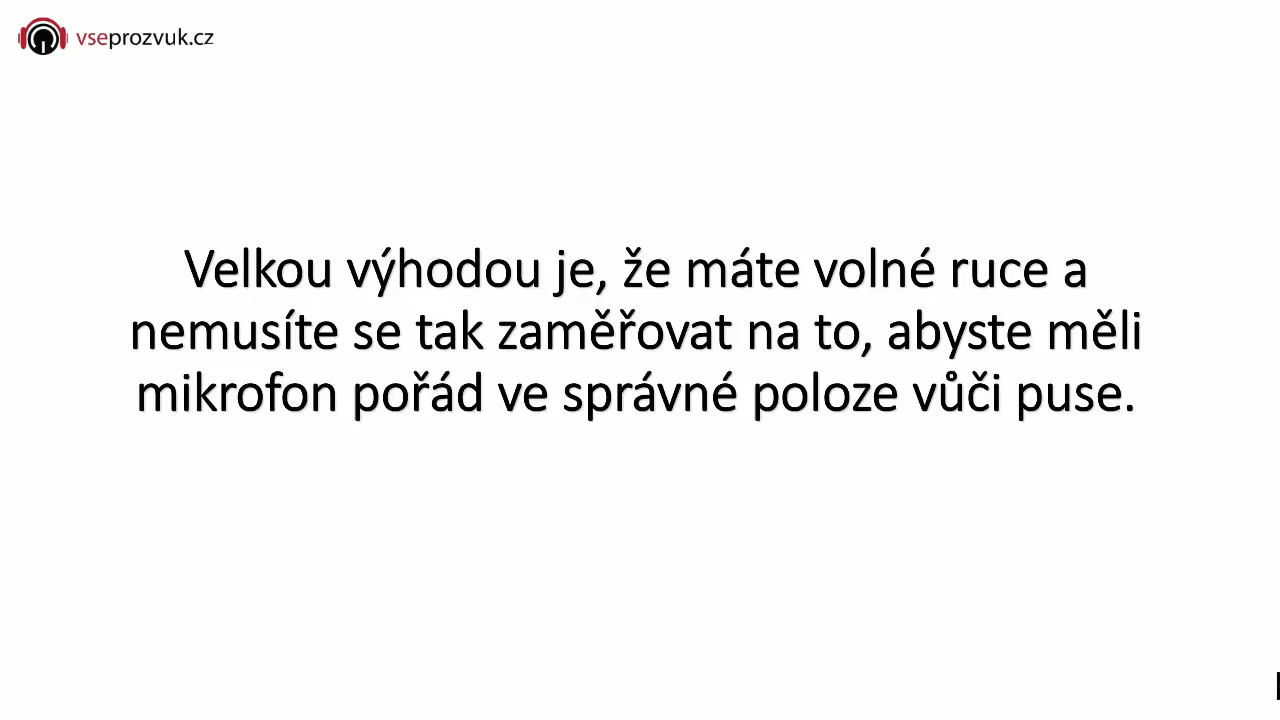 vseprozvuk.cz
Velkou výhodou je, že máte volné ruce a
nemusíte se tak zaměřovat na to, abyste měli
mikrofon pořád ve správné poloze vůči puse.